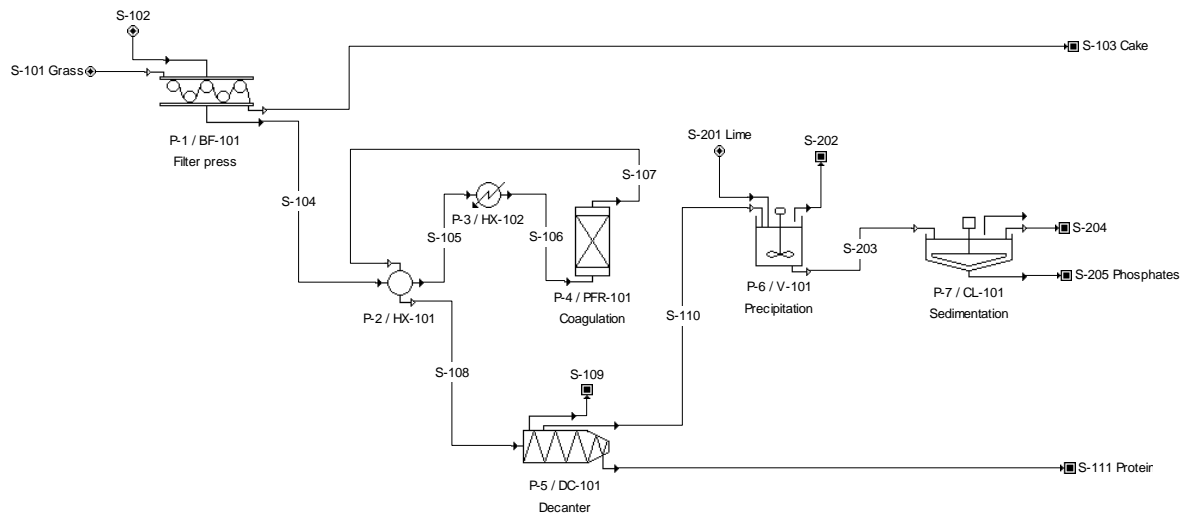 S-102
S-101 Grass
S-103 Cake
P-1 / BF-101
Filter press
S-201 Lime
S-202
S-107
S-104
P-3 / HX-102
S-105
S-106
S-203
S-204
S-205 Phosphates
P-4 / PFR-101
Coagulation
P-6 / V-101
Precipitation
P-7 / CL-101
Sedimentation
P-2 / HX-101
S-110
S-108
S-109
S-111 Protein
P-5 / DC-101
Decanter